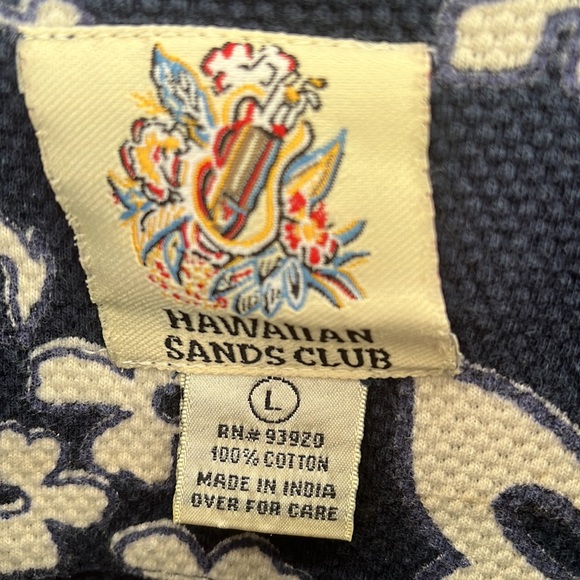 HAWAIIAN
SANDS CLUB
L
RN# 93920
100% COTTON
MADE IN INDIA
OVER FOR CARE